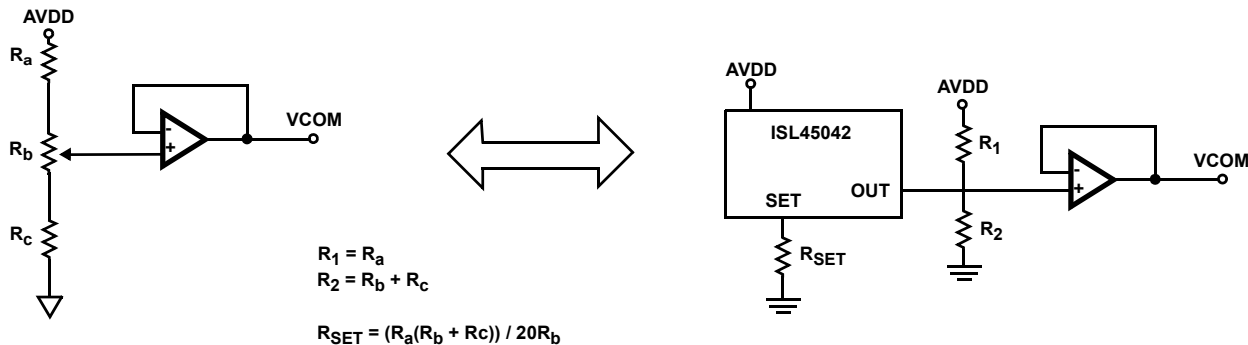 AVDD
Ra
Rb
Rc
-
+
VCOM
R1 = Ra
R2 = Rb + Rc
RSET = (Ra(Rb + Rc)) / 20Rb
AVDD
ISL45042
SET
OUT
RSET
AVDD
R1
R2
-
+
VCOM